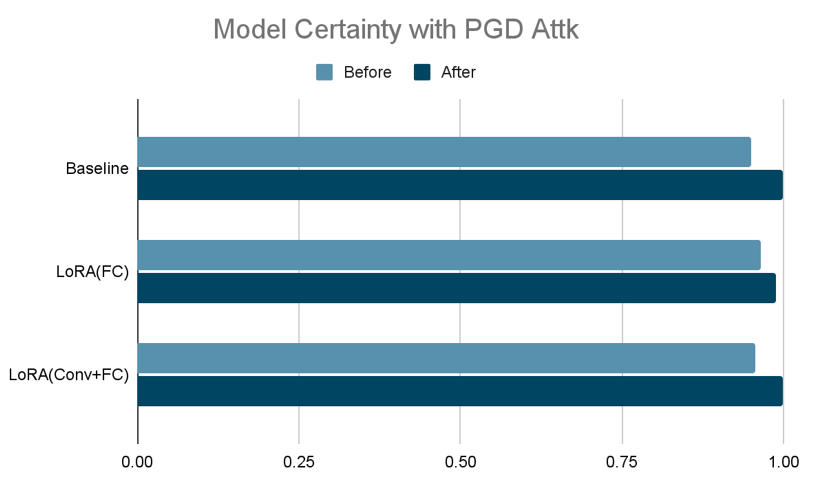 Model Certainty with PGD Attk
Before After
Baseline
LoRA(FC)
LoRA(Conv+FC)
0.00 0.25 0.50 0.75 1.00